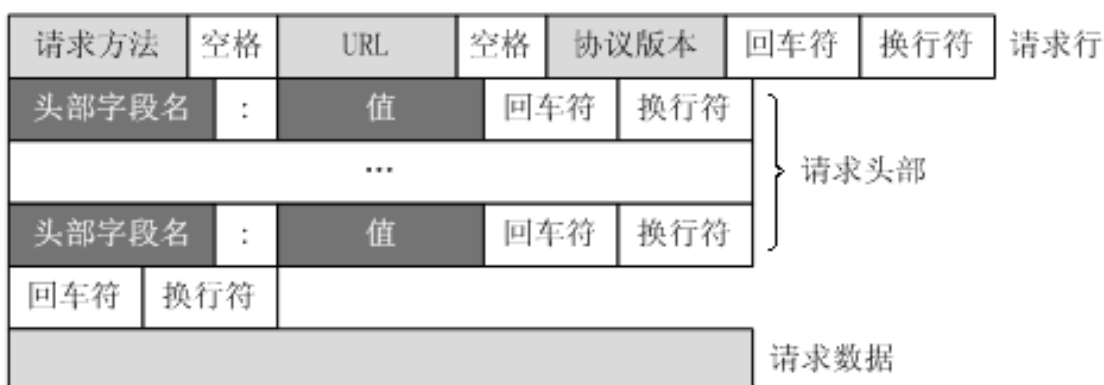 请求方法 空格 URL 空格 协议版本 回车符 换行符 请求行
头部字段名 : 值 回车符 换行符
… 请求头部
头部字段名 : 值 回车符 换行符
回车符 换行符
请求数据